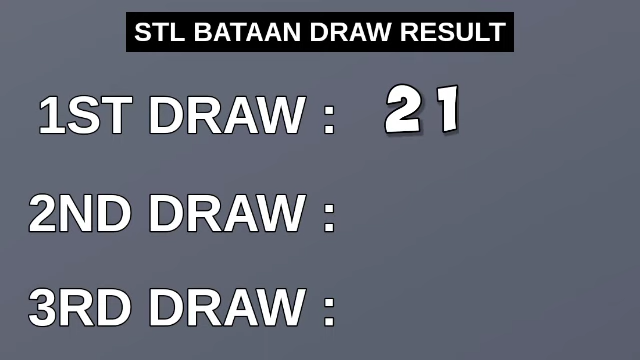 STL BATAAN DRAW RESULT
1ST DRAW : 21
2ND DRAW :
3RD DRAW :